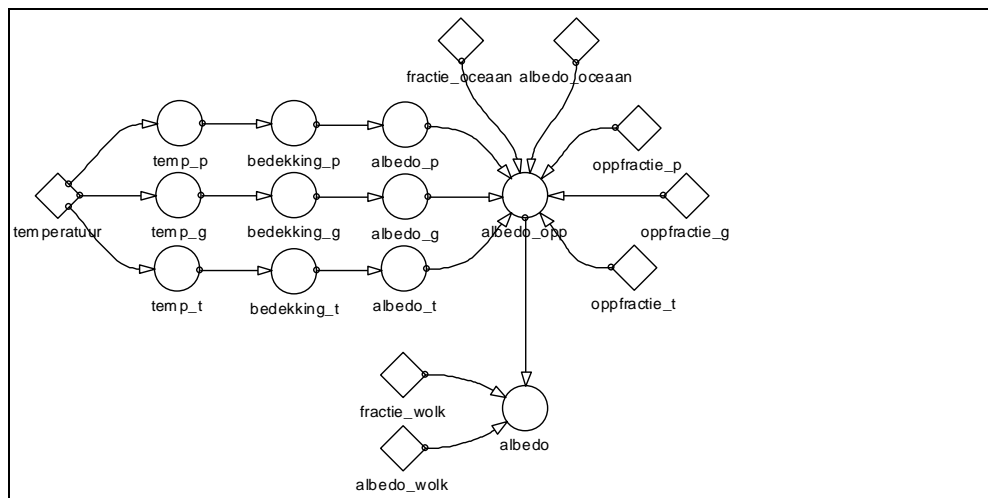 fractie_oceaan
albedo_oceaan
temp_p
bedekking_p
albedo_p
oppfractie_p
temperatuur
temp_g
bedekking_g
albedo_g
albedo_opp
oppfractie_g
temp_t
bedekking_t
albedo_t
oppfractie_t
fractie_wolk
albedo
albedo_wolk